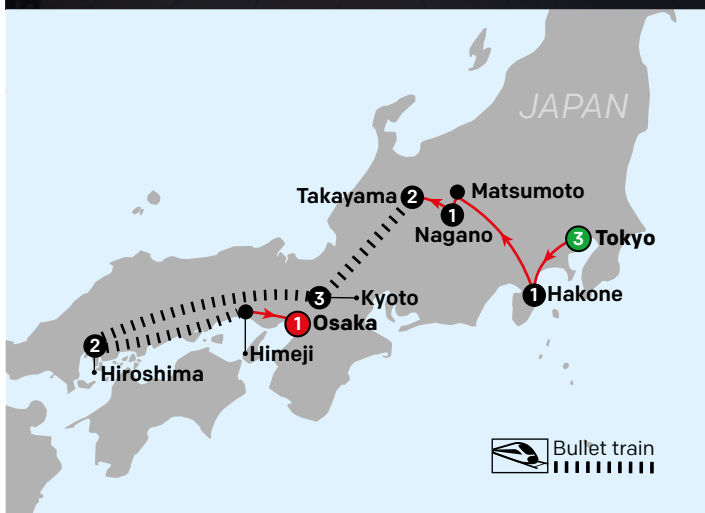 JAPAN
Takayama 2
Matsumoto
1
Nagano
3 Tokyo
1 Hakone
3 Kyoto
1 Osaka
2
Himeji
Hiroshima
Bullet train